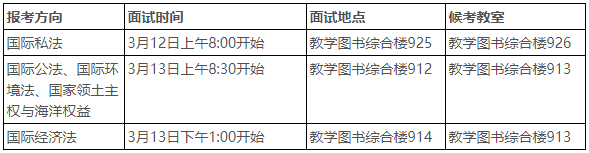 报考方向 面试时间 面试地点 候考教室
国际私法 3月12日上午8:00开始 教学图书综合楼925 教学图书综合楼926
国际公法、国际环 3月13日上午8:30开始 教学图书综合楼912 教学图书综合楼913
境法、国家领土主
权与海洋权益
国际经济法 3月13日下午1:00开始 教学图书综合楼914 教学图书综合楼913